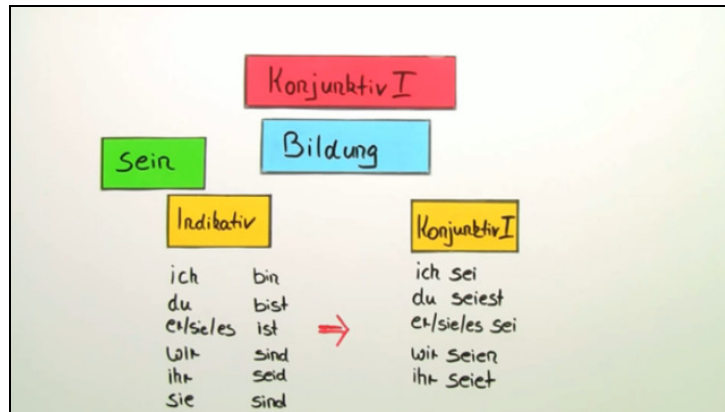 Konjunktiv I
Bildung
Sein
Indikativ
Konjunktiv I
ich bin
du bist
er/sie/es ist
wir sind
ihr seid
sie sind
ich sei
du seiest
er/sie/es sei
wir seien
ihr seiet